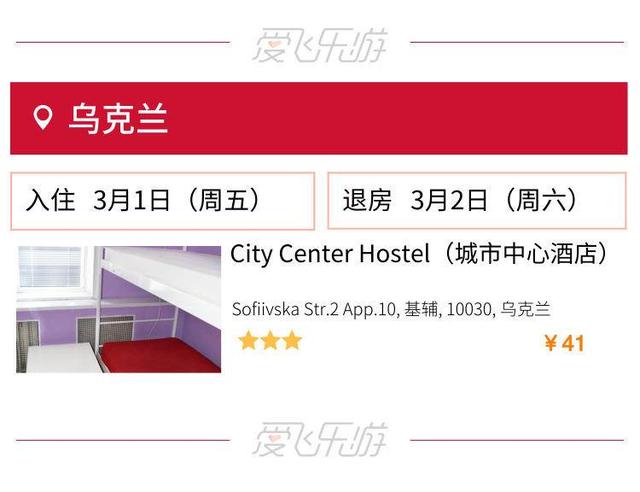 爱飞乐游
乌克兰
入住 3月1日（周五）
退房 3月2日（周六）
City Center Hostel（城市中心酒店）
Sofiivska Str.2 App.10, 基辅, 10030, 乌克兰
¥41
爱飞乐游